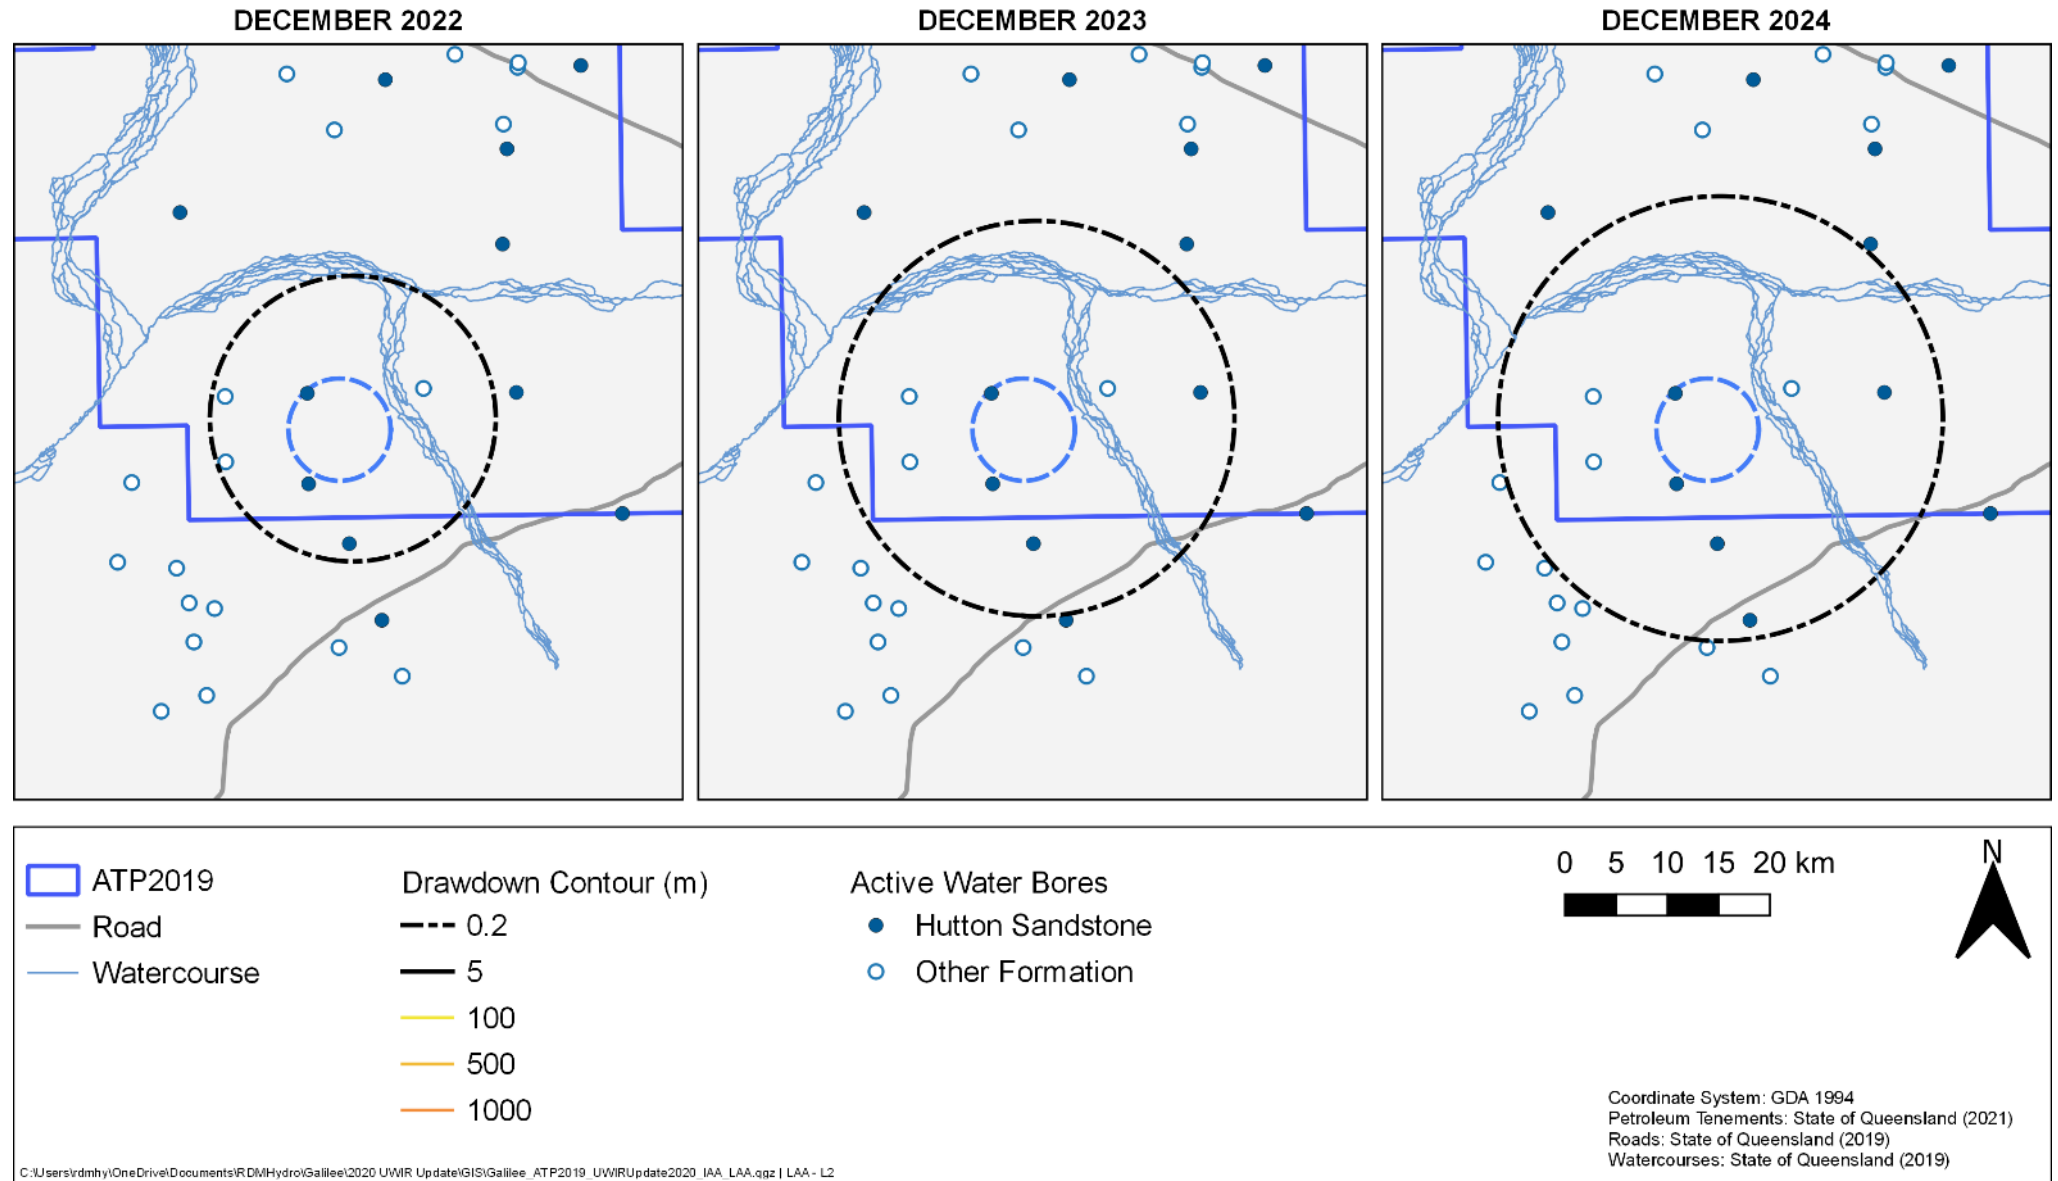 DECEMBER 2022
DECEMBER 2023
DECEMBER 2024
ATP2019
Road
Watercourse
Drawdown Contour (m)
0.2
5
100
500
1000
Active Water Bores
Hutton Sandstone
Other Formation
0 5 10 15 20 km
N
Coordinate System: GDA 1994
Petroleum Tenements: State of Queensland (2021)
Roads: State of Queensland (2019)
Watercourses: State of Queensland (2019)
C:\Users\rdmhy\OneDrive\Documents\RDMHydro\Galilee\2020 UWIR Update\GIS\Galilee_ATP2019_UWIRUpdate2020_IAA_LAA.qgz | LAA - L2